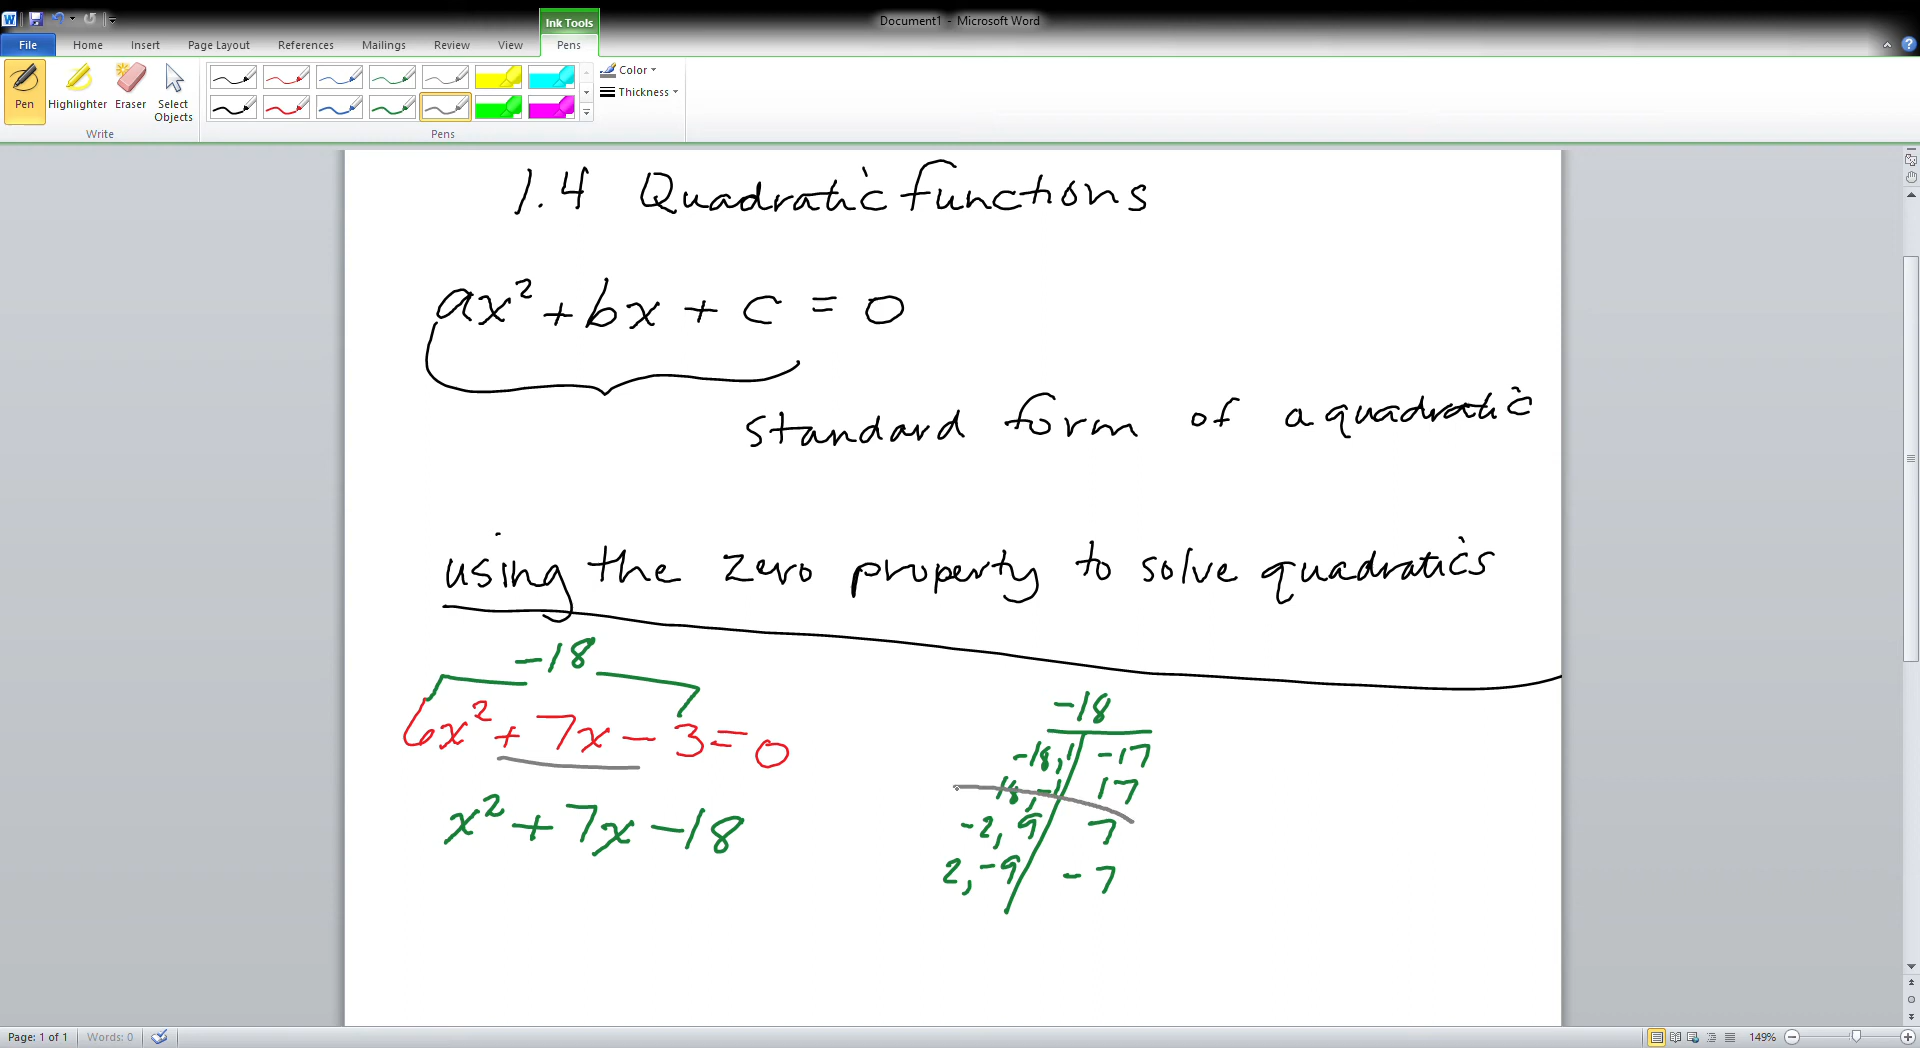 Document1 - Microsoft Word
Ink Tools
File Home Insert Page Layout References Mailings Review View Pens
Pen Highlighter Eraser Select Objects
Color
Thickness
Write
Pens
1.4 Quadratic functions
ax² + bx + c = 0
standard form of a quadratic
using the zero property to solve quadratics
-18
6x² + 7x - 3 = 0
x² + 7x - 18
-18
-18, 1 -17
18, -1 17
-2, 9 7
2, -9 -7
Page: 1 of 1 Words: 0 149%